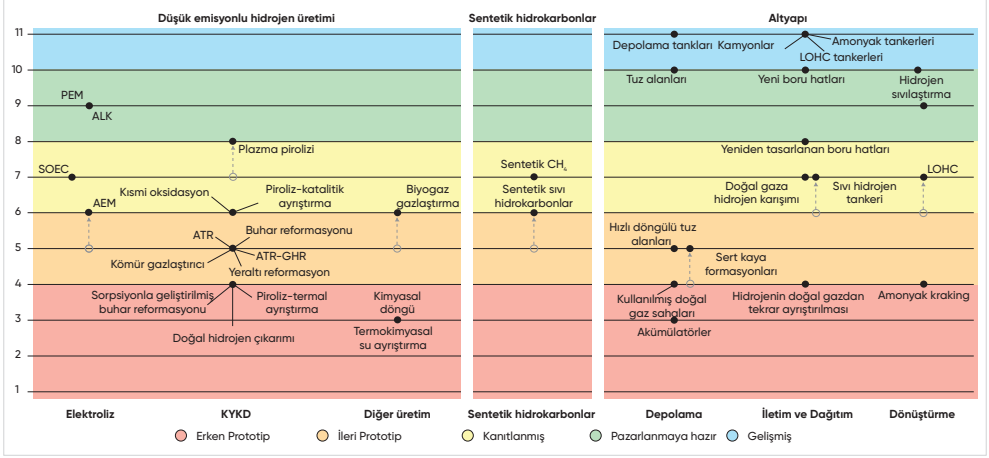 Düşük emisyonlu hidrojen üretimi
Sentetik hidrokarbonlar
Altyapı
11
10
9
8
7
6
5
4
3
2
1
PEM
ALK
Plazma pirolizi
SOEC
AEM
Kısmi oksidasyon
Piroliz-katalitik
ayrıştırma
Biyogaz
gazlaştırma
ATR
Buhar reformasyonu
ATR-GHR
Kömür gazlaştırıcı
Yeraltı reformasyon
Sorpsiyonla geliştirilmiş
buhar reformasyonu
Piroliz-termal
ayrıştırma
Kimyasal
döngü
Doğal hidrojen çıkarımı
Termokimyasal
su ayrıştırma
Sentetik CH₄
Sentetik sıvı
hidrokarbonlar
Depolama tankları
Kamyonlar
Amonyak tankerleri
LOHC tankerleri
Tuz alanları
Yeni boru hatları
Hidrojen
sıvılaştırma
Yeniden tasarlanan boru hatları
Doğal gaza
hidrojen karışımı
Sıvı hidrojen
tankeri
LOHC
Hızlı döngülü tuz
alanları
Sert kaya
formasyonları
Kullanılmış doğal
gaz sahaları
Hidrojenin doğal gazdan
tekrar ayrıştırılması
Amonyak kraking
Akümülatörler
Elektroliz
KYKD
Diğer üretim
Sentetik hidrokarbonlar
Depolama
İletim ve Dağıtım
Dönüştürme
Erken Prototip
İleri Prototip
Kanıtlanmış
Pazarlanmaya hazır
Gelişmiş